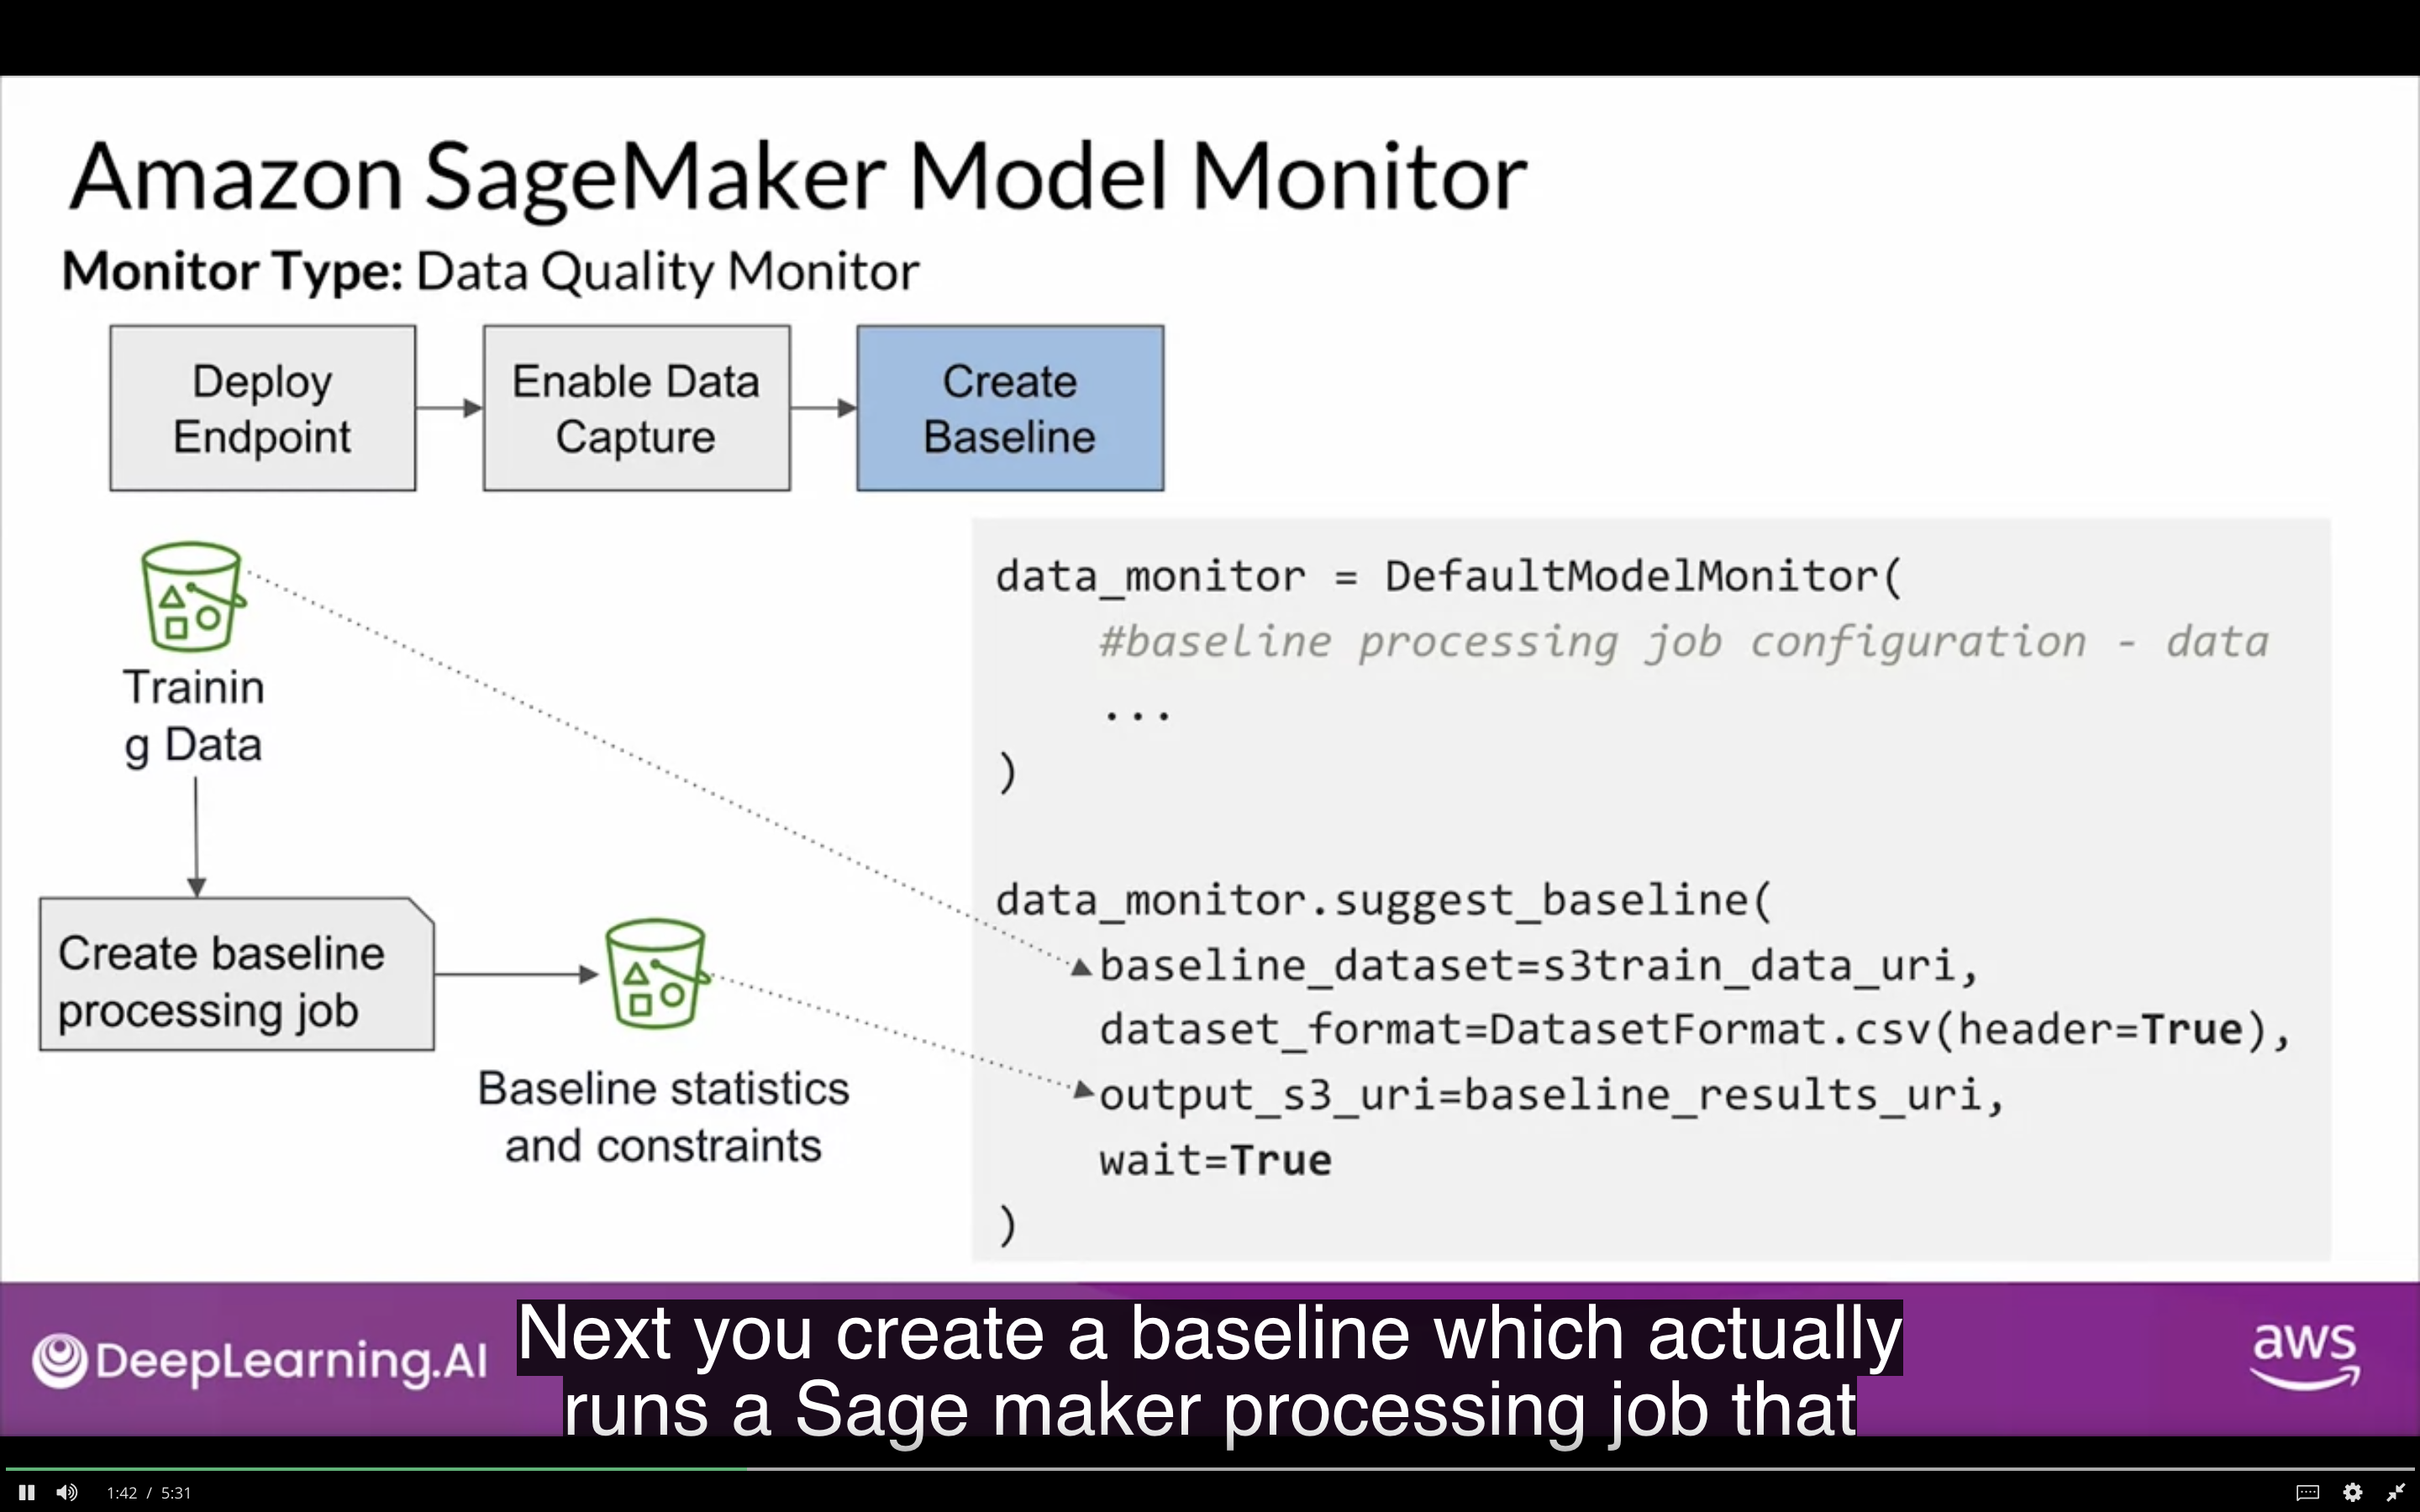 Amazon SageMaker Model Monitor
Monitor Type: Data Quality Monitor
Deploy
Endpoint
Enable Data
Capture
Create
Baseline
Trainin
g Data
Create baseline
processing job
Baseline statistics
and constraints
data_monitor = DefaultModelMonitor(
#baseline processing job configuration - data
...
)
data_monitor.suggest_baseline(
baseline_dataset=s3train_data_uri,
dataset_format=DatasetFormat.csv(header=True),
output_s3_uri=baseline_results_uri,
wait=True
)
DeepLearning.AI
Next you create a baseline which actually
runs a Sage maker processing job that
aws
1:42 / 5:31